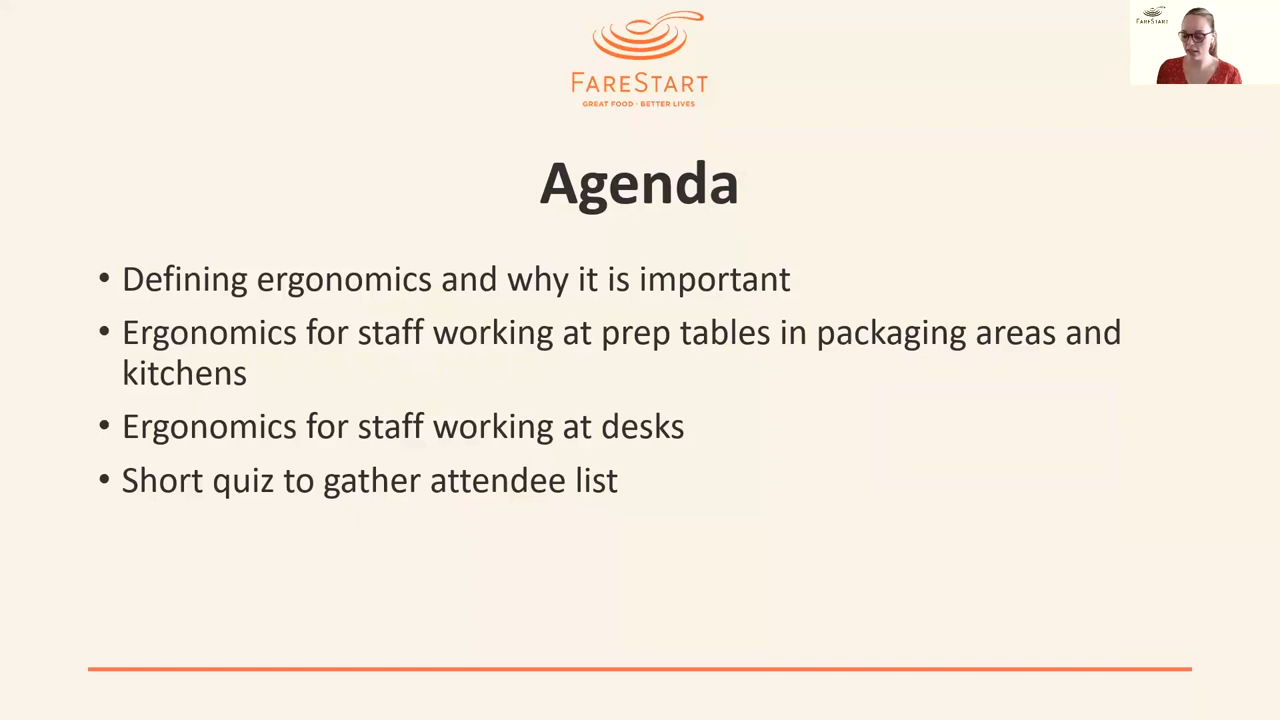 FARESTART
GREAT FOOD · BETTER LIVES
FARESTART
Agenda
• Defining ergonomics and why it is important
• Ergonomics for staff working at prep tables in packaging areas and
kitchens
• Ergonomics for staff working at desks
• Short quiz to gather attendee list